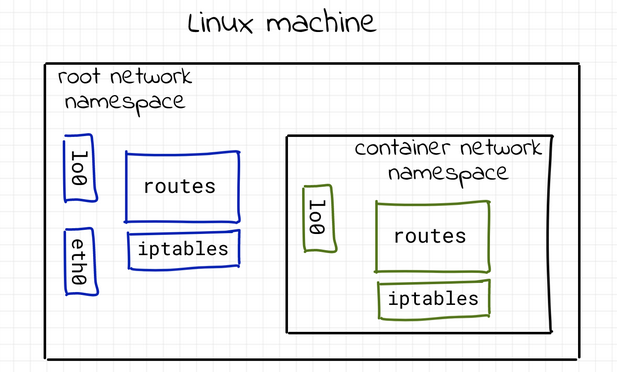 Linux machine
root network
namespace
lo0
routes
eth0
iptables
container network
namespace
lo0
routes
iptables